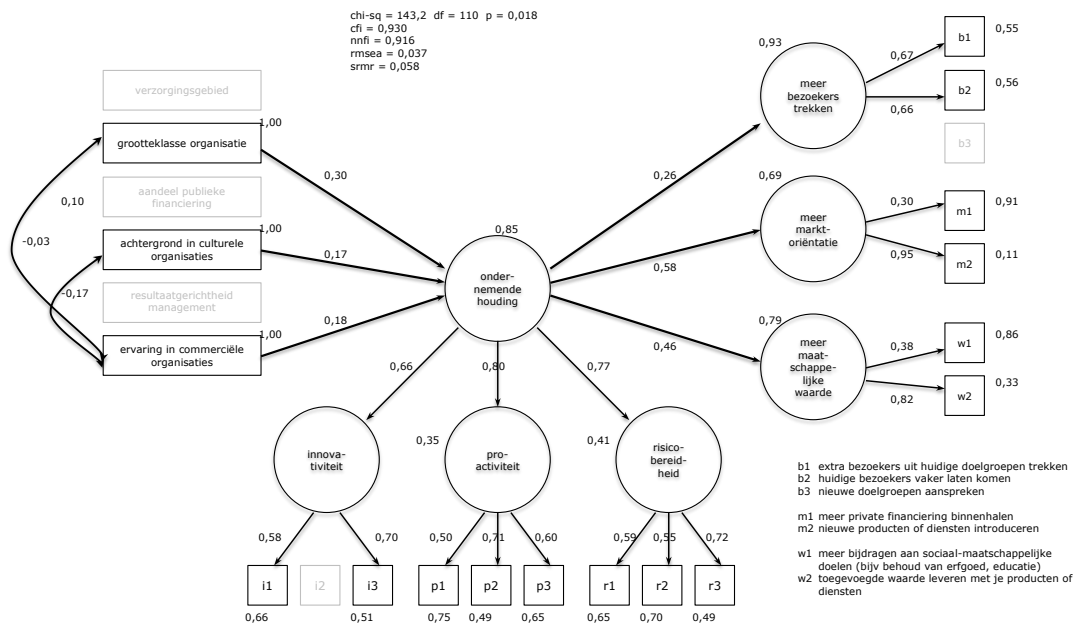 chi-sq = 143,2 df = 110 p = 0,018
cfi = 0,930
nnfi = 0,916
rmsea = 0,037
srmr = 0,058
verzorgingsgebied
1,00
grootteklasse organisatie
aandeel publieke
financiering
1,00
achtergrond in culturele
organisaties
resultaatgerichtheid
management
1,00
ervaring in commerciële
organisaties
0,10
-0,03
-0,17
0,30
0,17
0,18
0,85
onder-
nemende
houding
0,26
0,58
0,46
0,93
meer
bezoekers
trekken
0,67
0,66
b1
0,55
b2
0,56
b3
0,69
meer
markt-
oriëntatie
0,30
0,95
m1
0,91
m2
0,11
0,79
meer
maat-
schappe-
lijke
waarde
0,38
0,82
w1
0,86
w2
0,33
0,66
0,80
0,77
innova-
tiviteit
0,35
pro-
activiteit
0,41
risico-
bereid-
heid
0,58
0,70
0,50
0,71
0,60
0,59
0,55
0,72
i1
i2
i3
p1
p2
p3
r1
r2
r3
0,66
0,51
0,75
0,49
0,65
0,65
0,70
0,49
b1 extra bezoekers uit huidige doelgroepen trekken
b2 huidige bezoekers vaker laten komen
b3 nieuwe doelgroepen aanspreken
m1 meer private financiering binnenhalen
m2 nieuwe producten of diensten introduceren
w1 meer bijdragen aan sociaal-maatschappelijke
doelen (bijv behoud van erfgoed, educatie)
w2 toegevoegde waarde leveren met je producten of
diensten